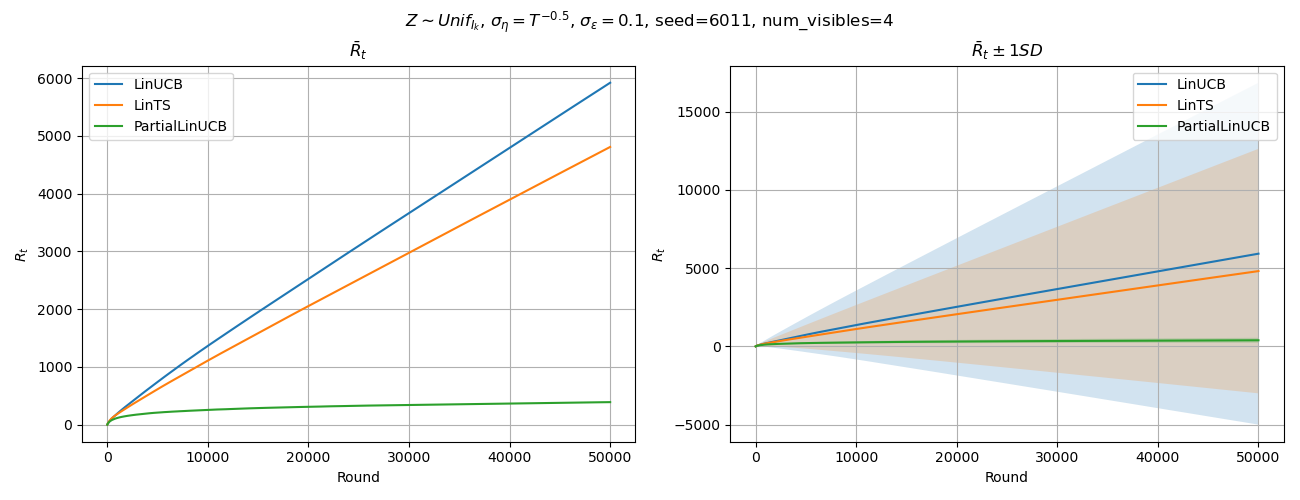 Z ∼ Unif_{I_k}, σ_η = T^{−0.5}, σ_ε = 0.1, seed=6011, num_visibles=4
R̄_t
6000
5000
4000
3000
2000
1000
0
R_t
0 10000 20000 30000 40000 50000
Round
LinUCB
LinTS
PartialLinUCB
R̄_t ± 1SD
15000
10000
5000
0
−5000
R_t
0 10000 20000 30000 40000 50000
Round
LinUCB
LinTS
PartialLinUCB